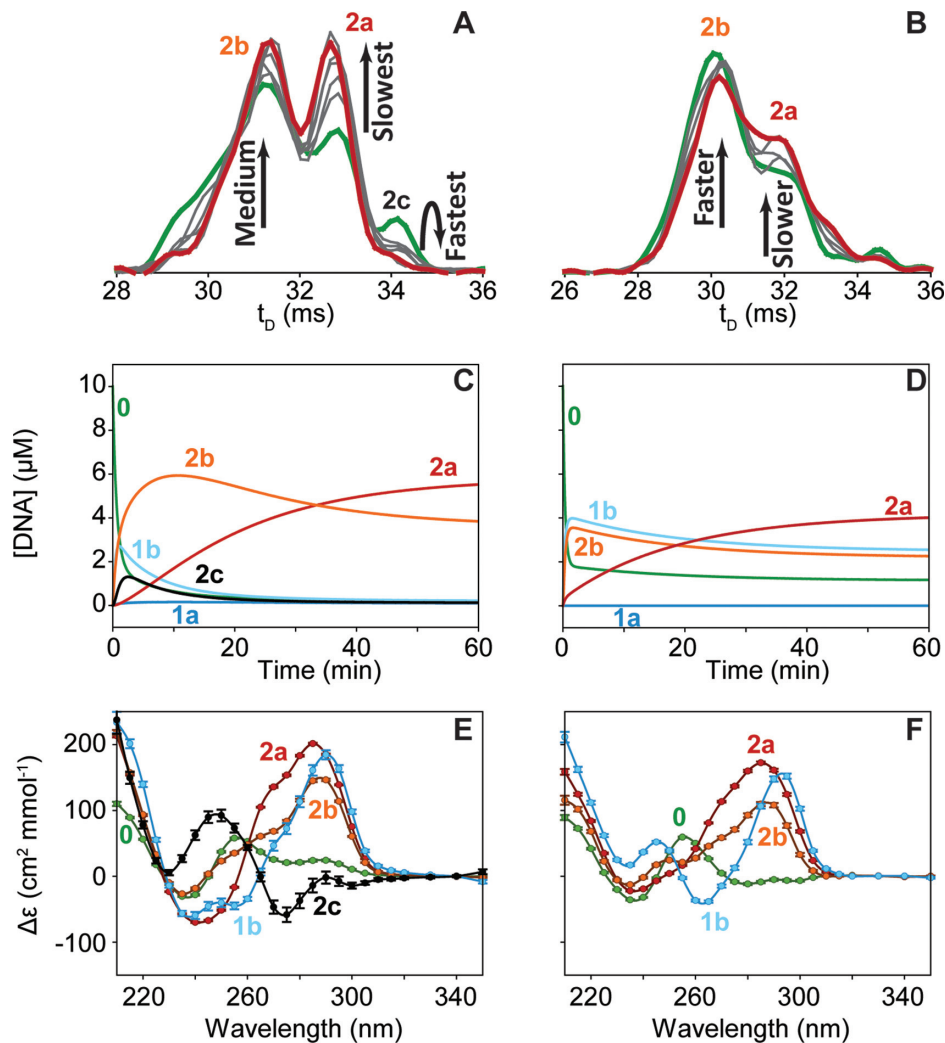 A
2b
2a
Medium
Slowest
2c
Fastest
28 30 32 34 36
t_D (ms)
B
2b
2a
Faster
Slower
26 28 30 32 34 36
t_D (ms)
C
[DNA] (μM)
10
8
6
4
2
0
0
2b
2a
1b
2c
1a
0 20 40 60
Time (min)
D
0
2a
1b
2b
1a
0 20 40 60
Time (min)
E
Δε (cm² mmol⁻¹)
200
100
0
-100
2a
2b
0
2c
1b
220 260 300 340
Wavelength (nm)
F
2a
0
2b
1b
220 260 300 340
Wavelength (nm)